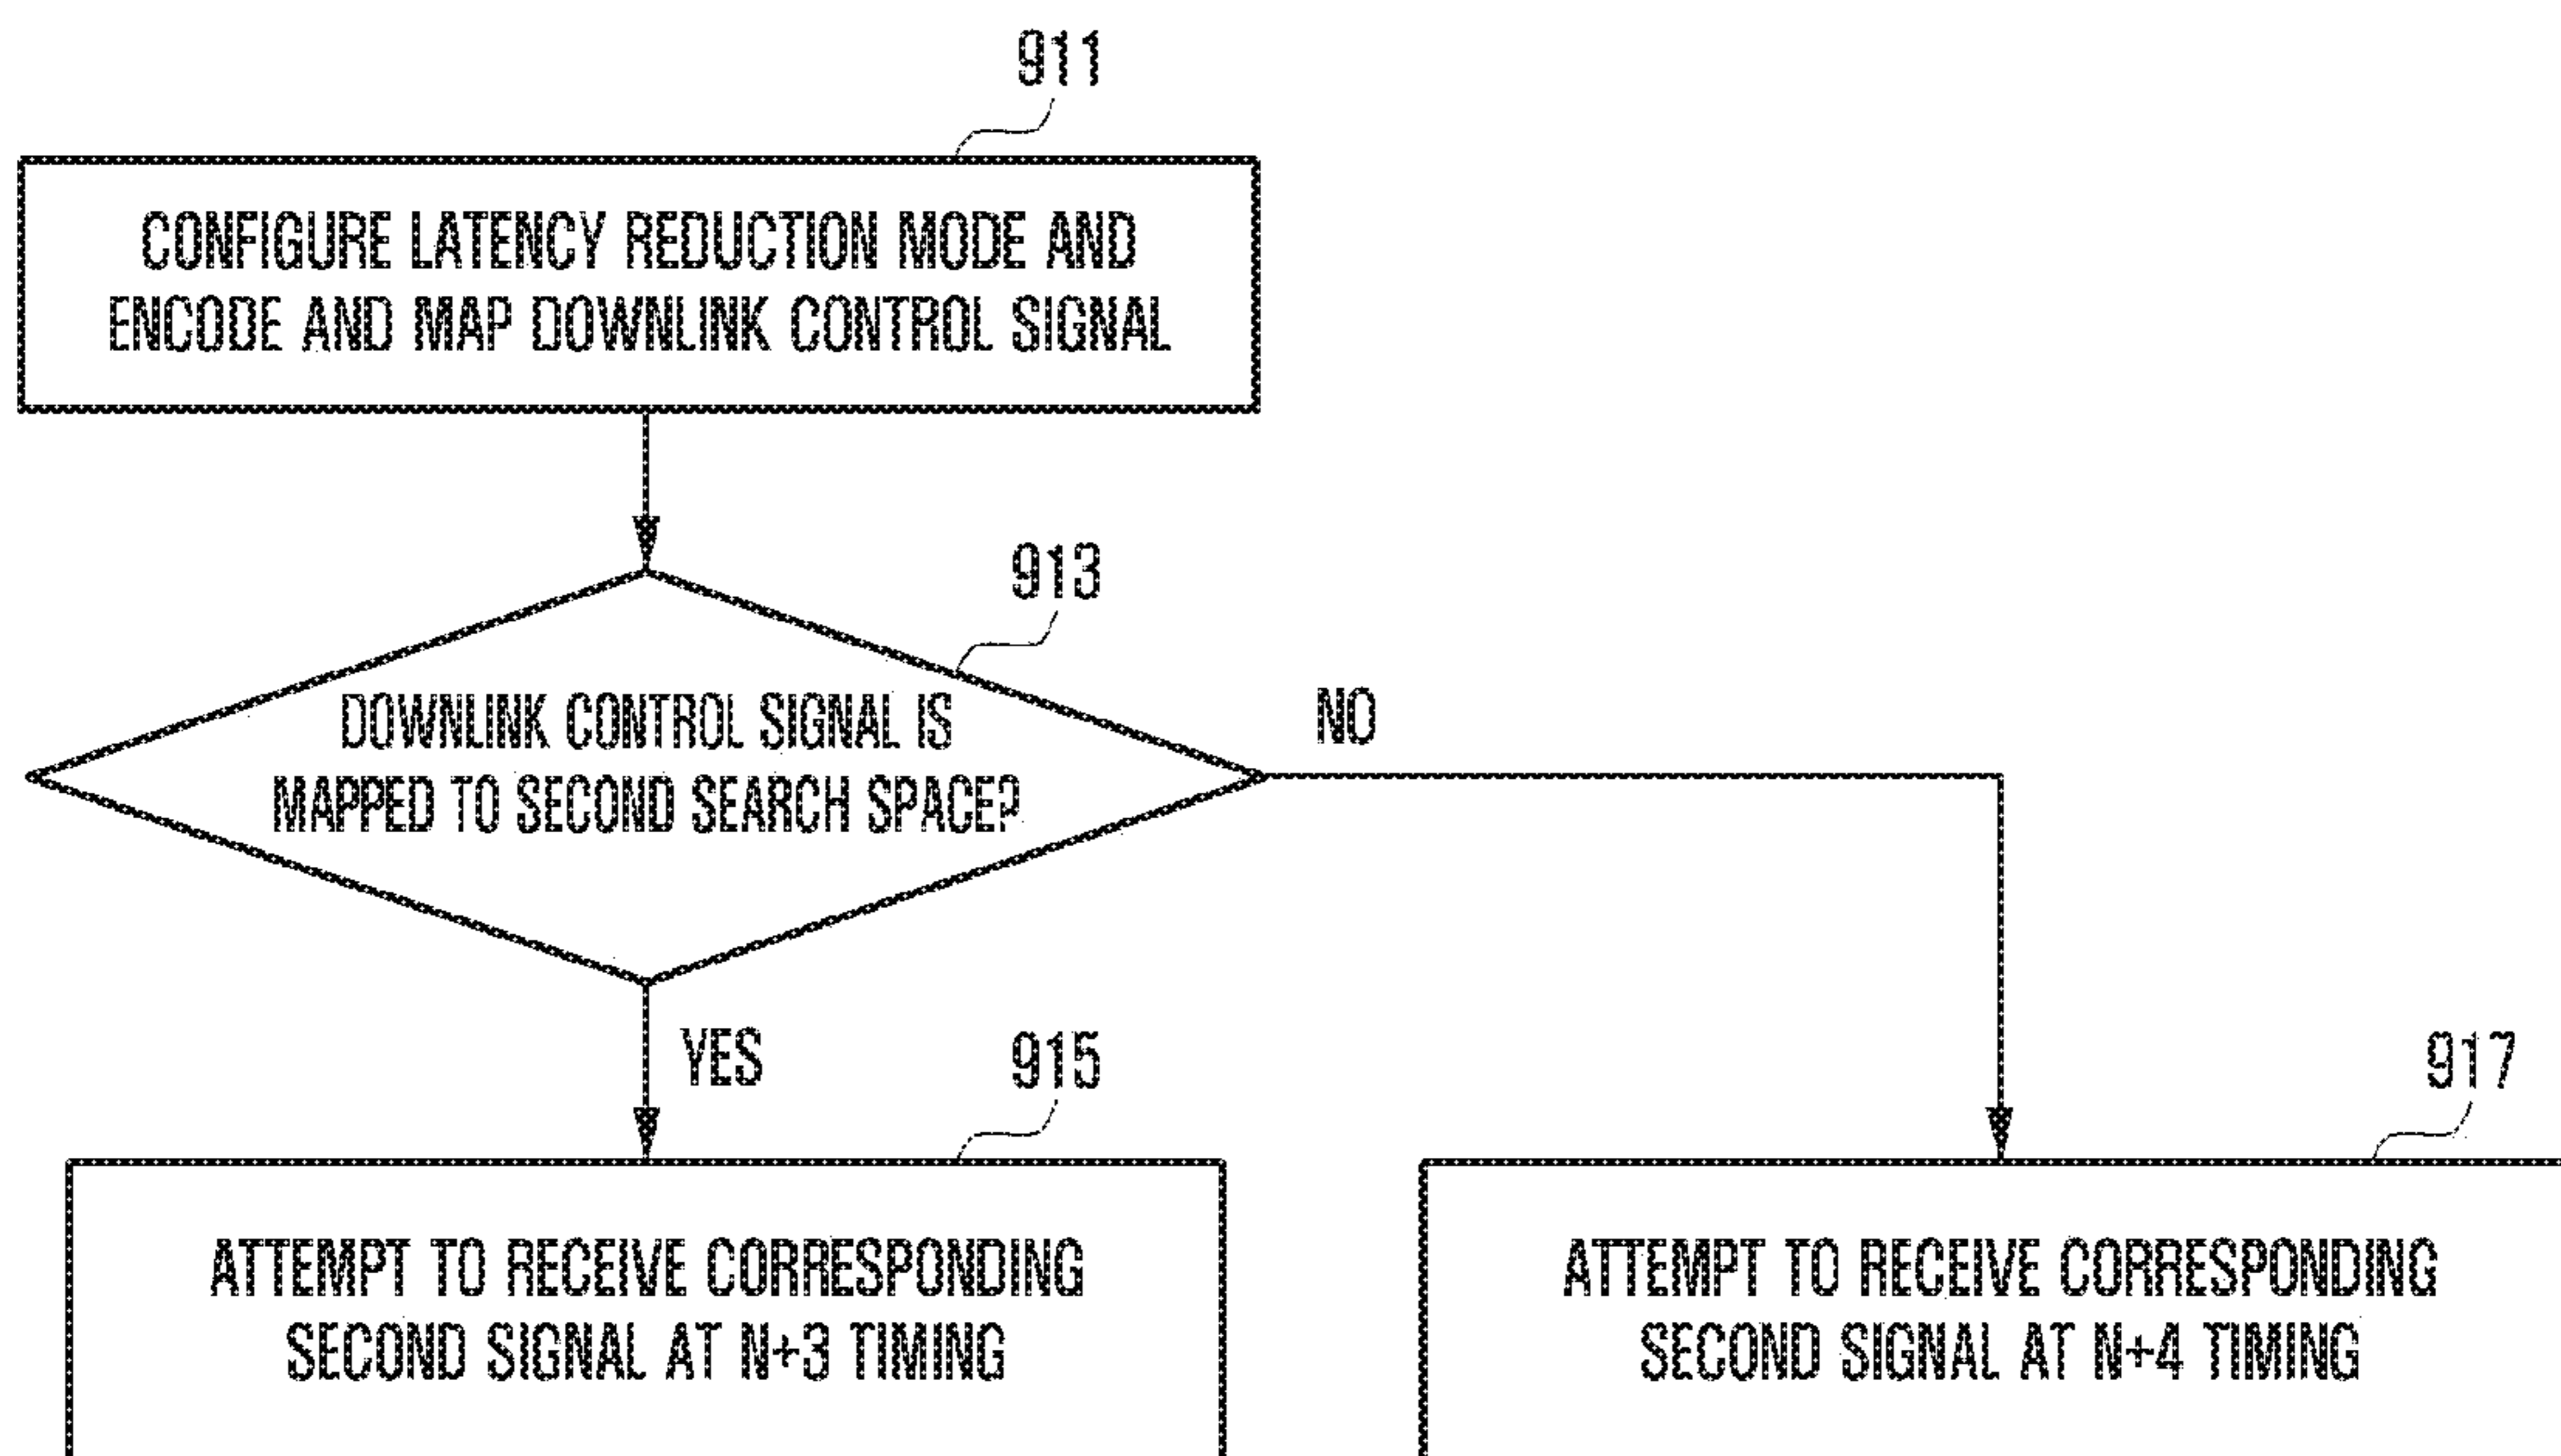 911
CONFIGURE LATENCY REDUCTION MODE AND
ENCODE AND MAP DOWNLINK CONTROL SIGNAL
913
DOWNLINK CONTROL SIGNAL IS
MAPPED TO SECOND SEARCH SPACE?
NO
YES
915
917
ATTEMPT TO RECEIVE CORRESPONDING
SECOND SIGNAL AT N+3 TIMING
ATTEMPT TO RECEIVE CORRESPONDING
SECOND SIGNAL AT N+4 TIMING